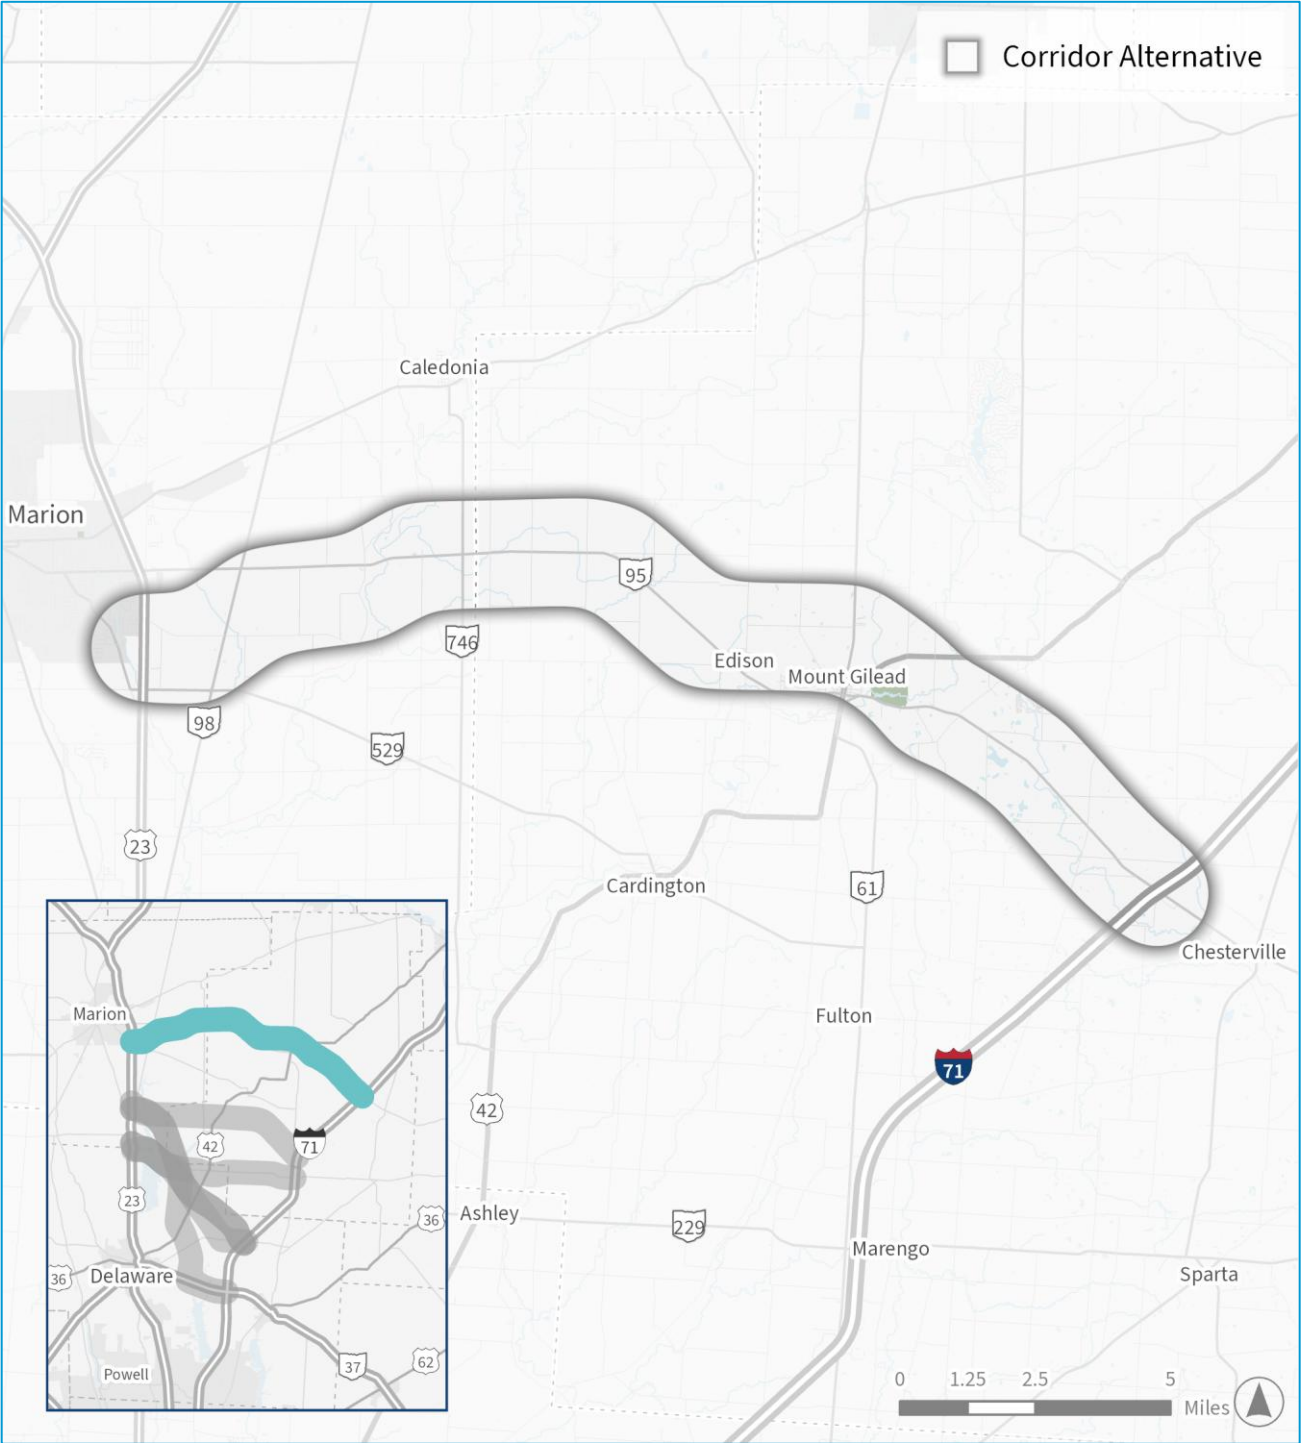 Corridor Alternative
Caledonia
Marion
95
746
Edison
Mount Gilead
98
529
23
Cardington
61
Chesterville
Fulton
71
42
Ashley
229
Marengo
Sparta
0 1.25 2.5 5
Miles
Marion
42
71
23
36
36
Delaware
Powell
37
62